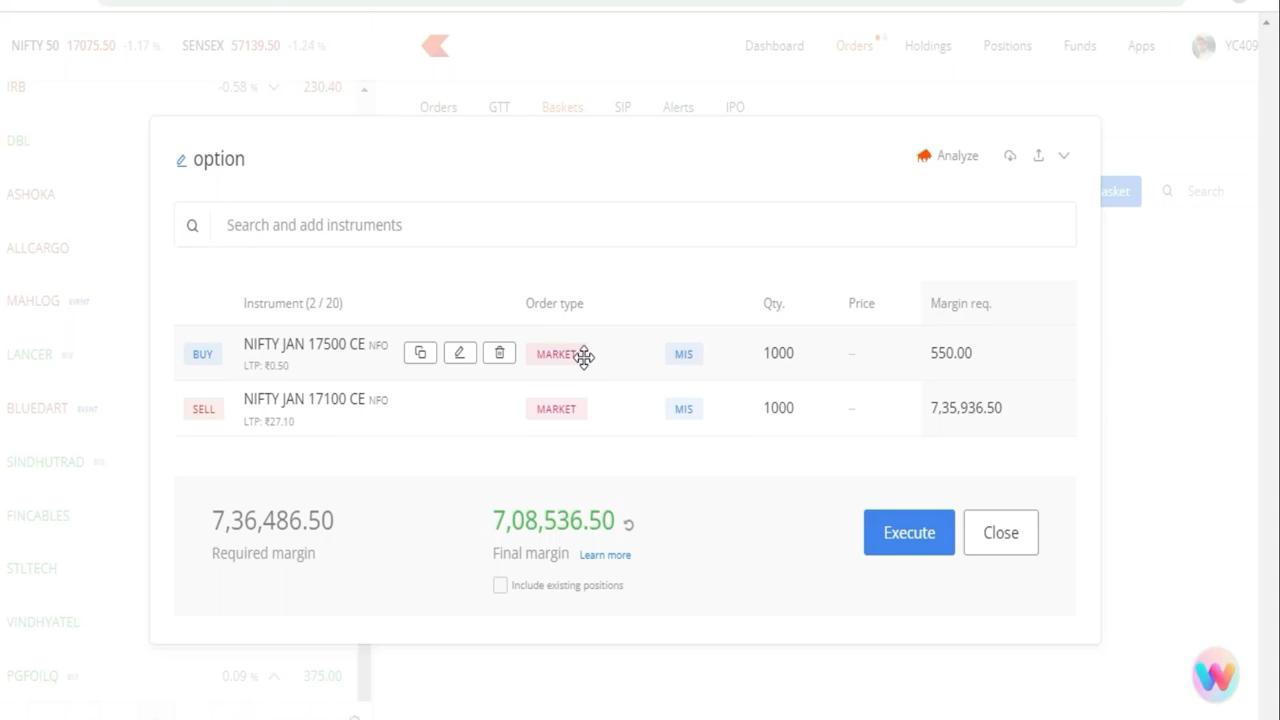 NIFTY 50 17075.50 -1.17 % SENSEX 57139.50 -1.24 %
Dashboard Orders Holdings Positions Funds Apps YC409
IRB -0.58 % 230.40
Orders GTT Baskets SIP Alerts IPO
DBL
option
Analyze
ASHOKA
asket
Search
Search and add instruments
ALLCARGO
MAHLOG EVENT
Instrument (2 / 20) Order type Qty. Price Margin req.
LANCER
BUY NIFTY JAN 17500 CE NFO MARKET MIS 1000 – 550.00
LTP: ₹0.50
BLUEDART EVENT
SELL NIFTY JAN 17100 CE NFO MARKET MIS 1000 – 7,35,936.50
LTP: ₹27.10
SINDHUTRAD
FINCABLES
7,36,486.50 7,08,536.50
Required margin Final margin Learn more
Execute Close
STLTECH
Include existing positions
VINDHYATEL
PGFOILQ 0.09 % 375.00